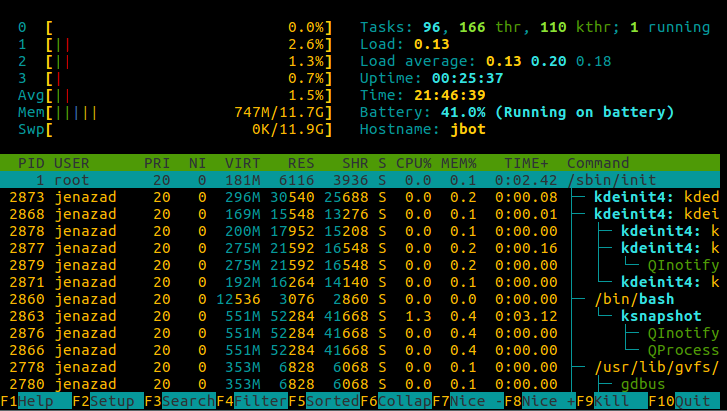 0 [ 0.0%] Tasks: 96, 166 thr, 110 kthr; 1 running
1 [|| 2.6%] Load: 0.13
2 [|| 1.3%] Load average: 0.13 0.20 0.18
3 [| 0.7%] Uptime: 00:25:37
Avg[|| 1.5%] Time: 21:46:39
Mem[||||| 747M/11.7G] Battery: 41.0% (Running on battery)
Swp[ 0K/11.9G] Hostname: jbot
PID USER PRI NI VIRT RES SHR S CPU% MEM% TIME+ Command
1 root 20 0 181M 6116 3936 S 0.0 0.1 0:02.42 /sbin/init
2873 jenazad 20 0 296M 30540 25688 S 0.0 0.2 0:00.08 ├─ kdeinit4: kded
2868 jenazad 20 0 169M 15548 13276 S 0.0 0.1 0:00.01 ├─ kdeinit4: kdei
2878 jenazad 20 0 200M 17952 15208 S 0.0 0.1 0:00.00 │ ├─ kdeinit4: k
2877 jenazad 20 0 275M 21592 16548 S 0.0 0.2 0:00.16 │ ├─ kdeinit4: k
2879 jenazad 20 0 275M 21592 16548 S 0.0 0.2 0:00.00 │ │ └─ QInotify
2871 jenazad 20 0 192M 16264 14140 S 0.0 0.1 0:00.00 │ └─ kdeinit4: k
2860 jenazad 20 0 12536 3076 2860 S 0.0 0.0 0:00.00 ├─ /bin/bash
2863 jenazad 20 0 551M 52284 41668 S 1.3 0.4 0:03.12 │ └─ ksnapshot
2876 jenazad 20 0 551M 52284 41668 S 0.0 0.4 0:00.00 │ ├─ QInotify
2866 jenazad 20 0 551M 52284 41668 S 0.0 0.4 0:00.00 │ └─ QProcess
2778 jenazad 20 0 353M 6828 6068 S 0.0 0.1 0:00.00 ├─ /usr/lib/gvfs/
2780 jenazad 20 0 353M 6828 6068 S 0.0 0.1 0:00.00 │ ├─ gdbus
F1Help F2Setup F3SearchF4FilterF5SortedF6CollapF7Nice -F8Nice +F9Kill F10Quit